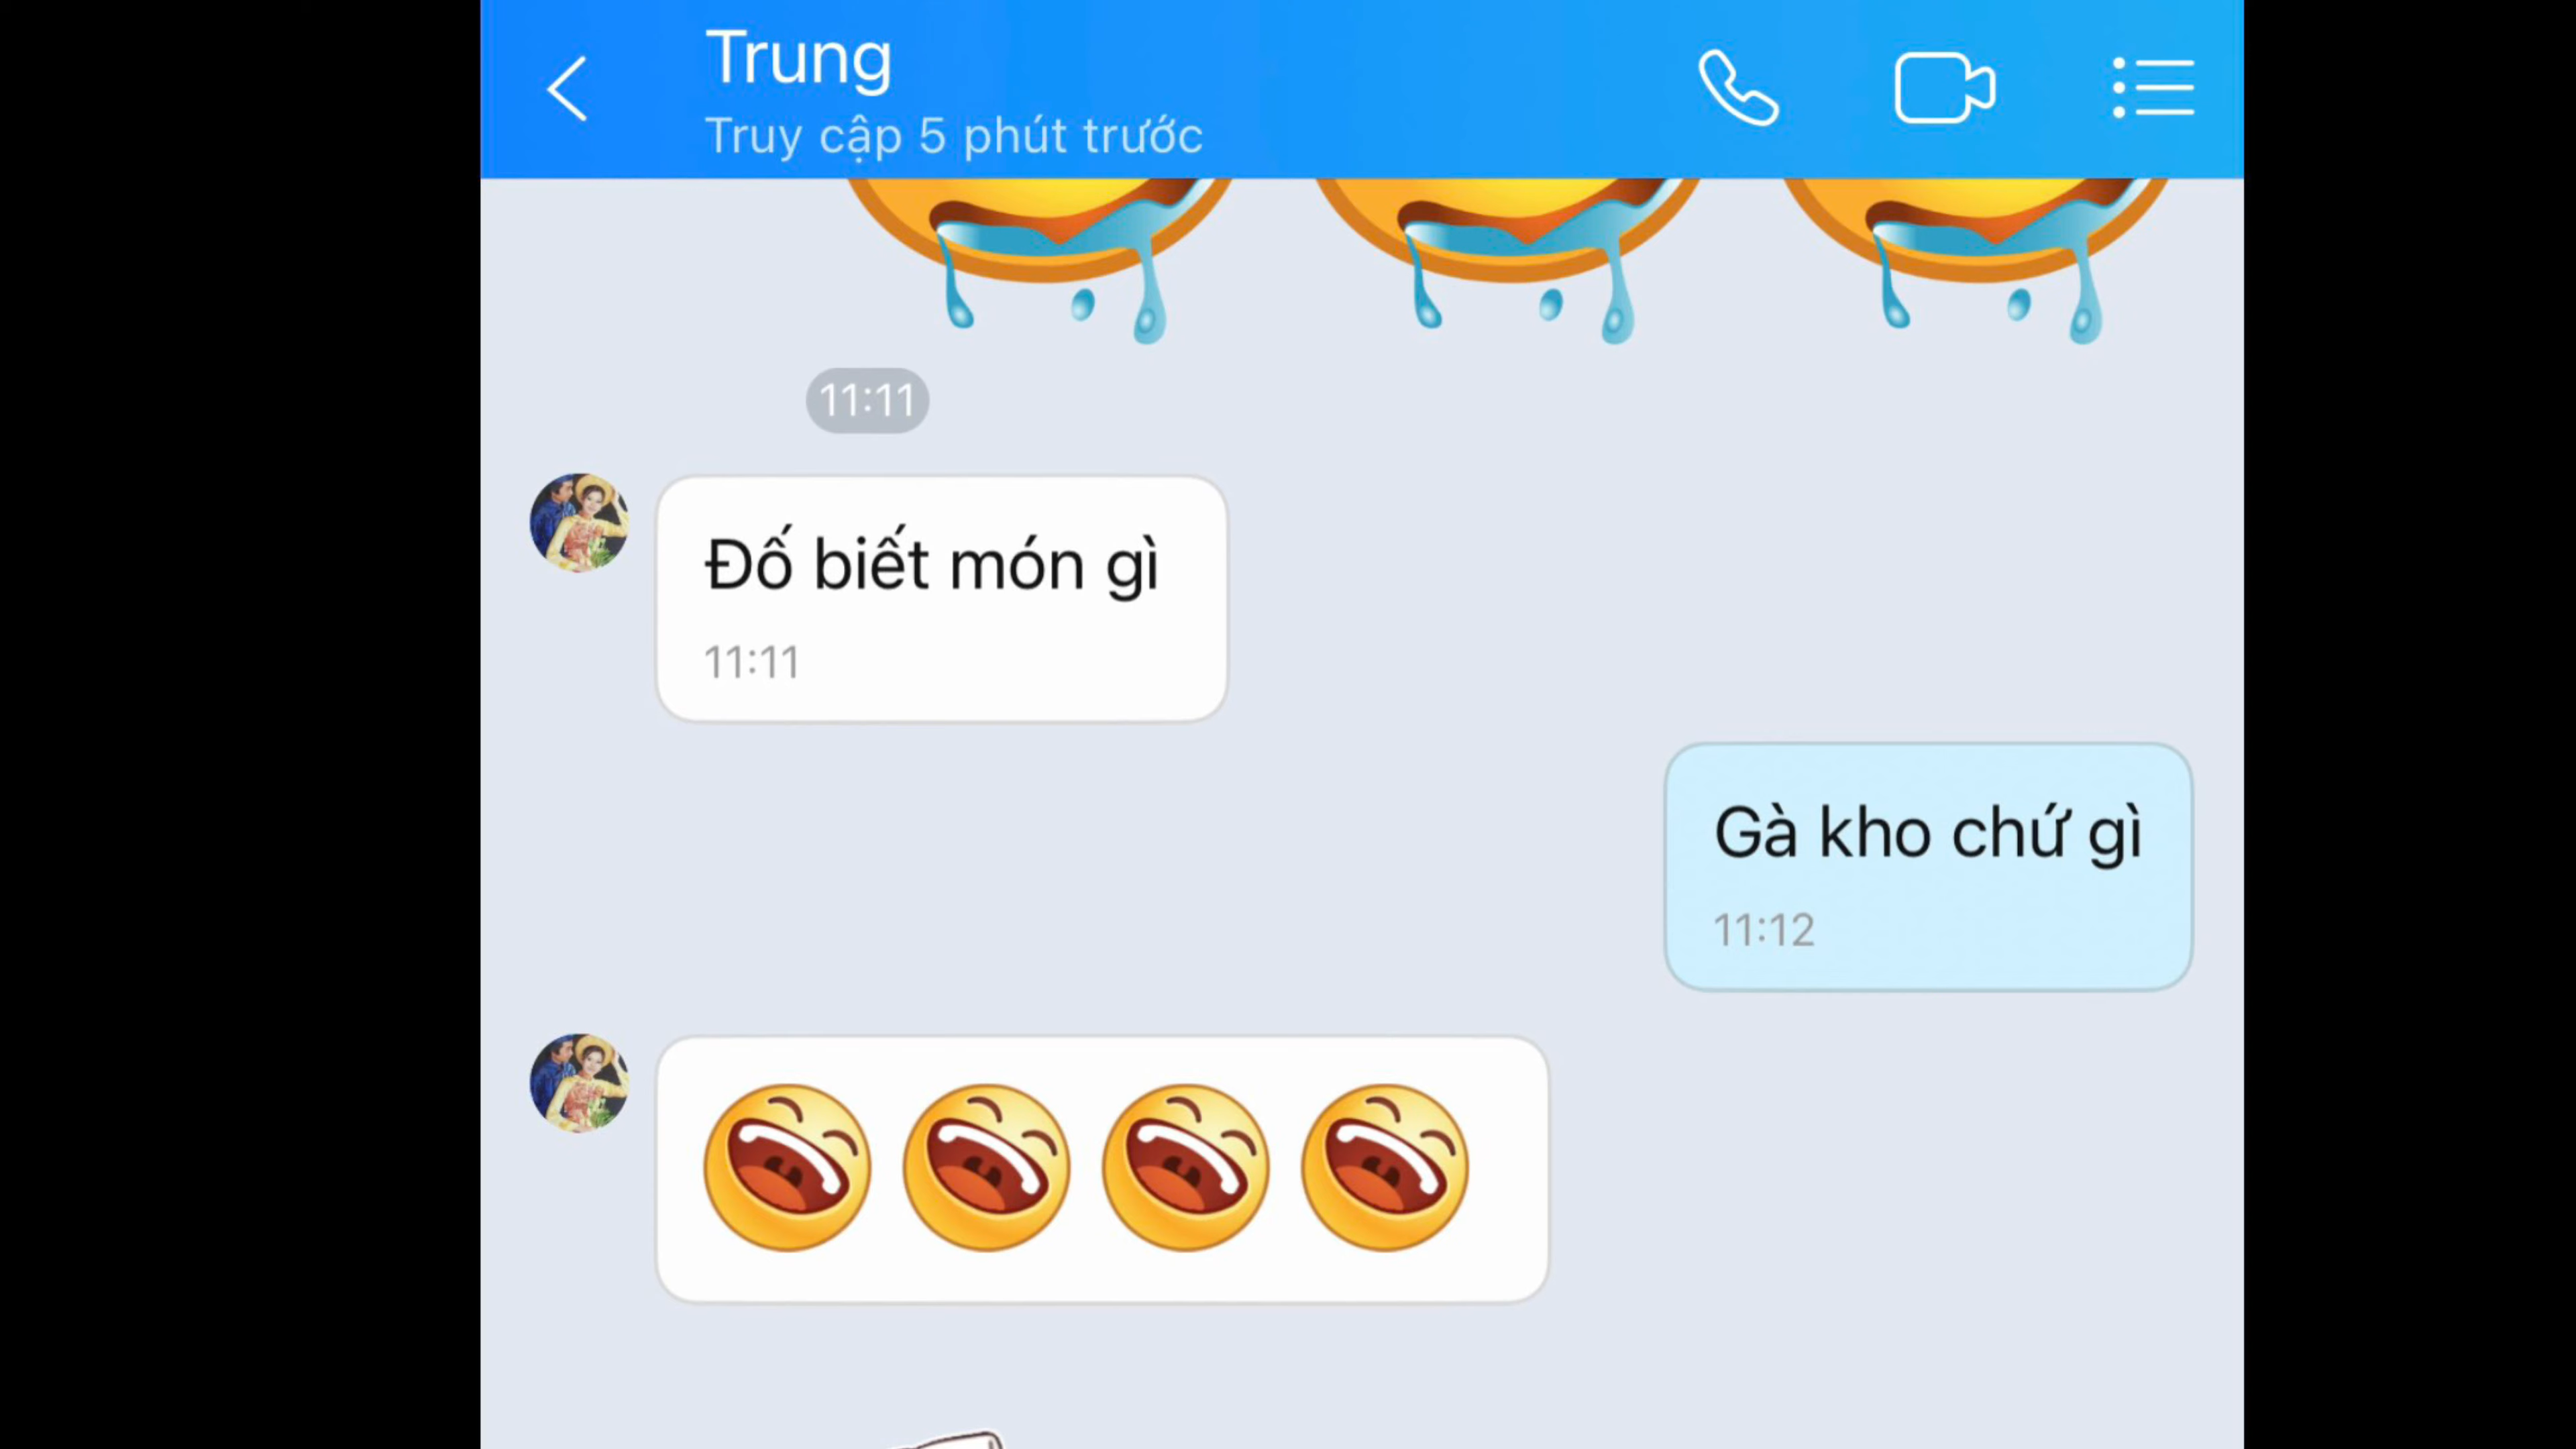 Trung
Truy cập 5 phút trước
11:11
Đố biết món gì
11:11
Gà kho chứ gì
11:12